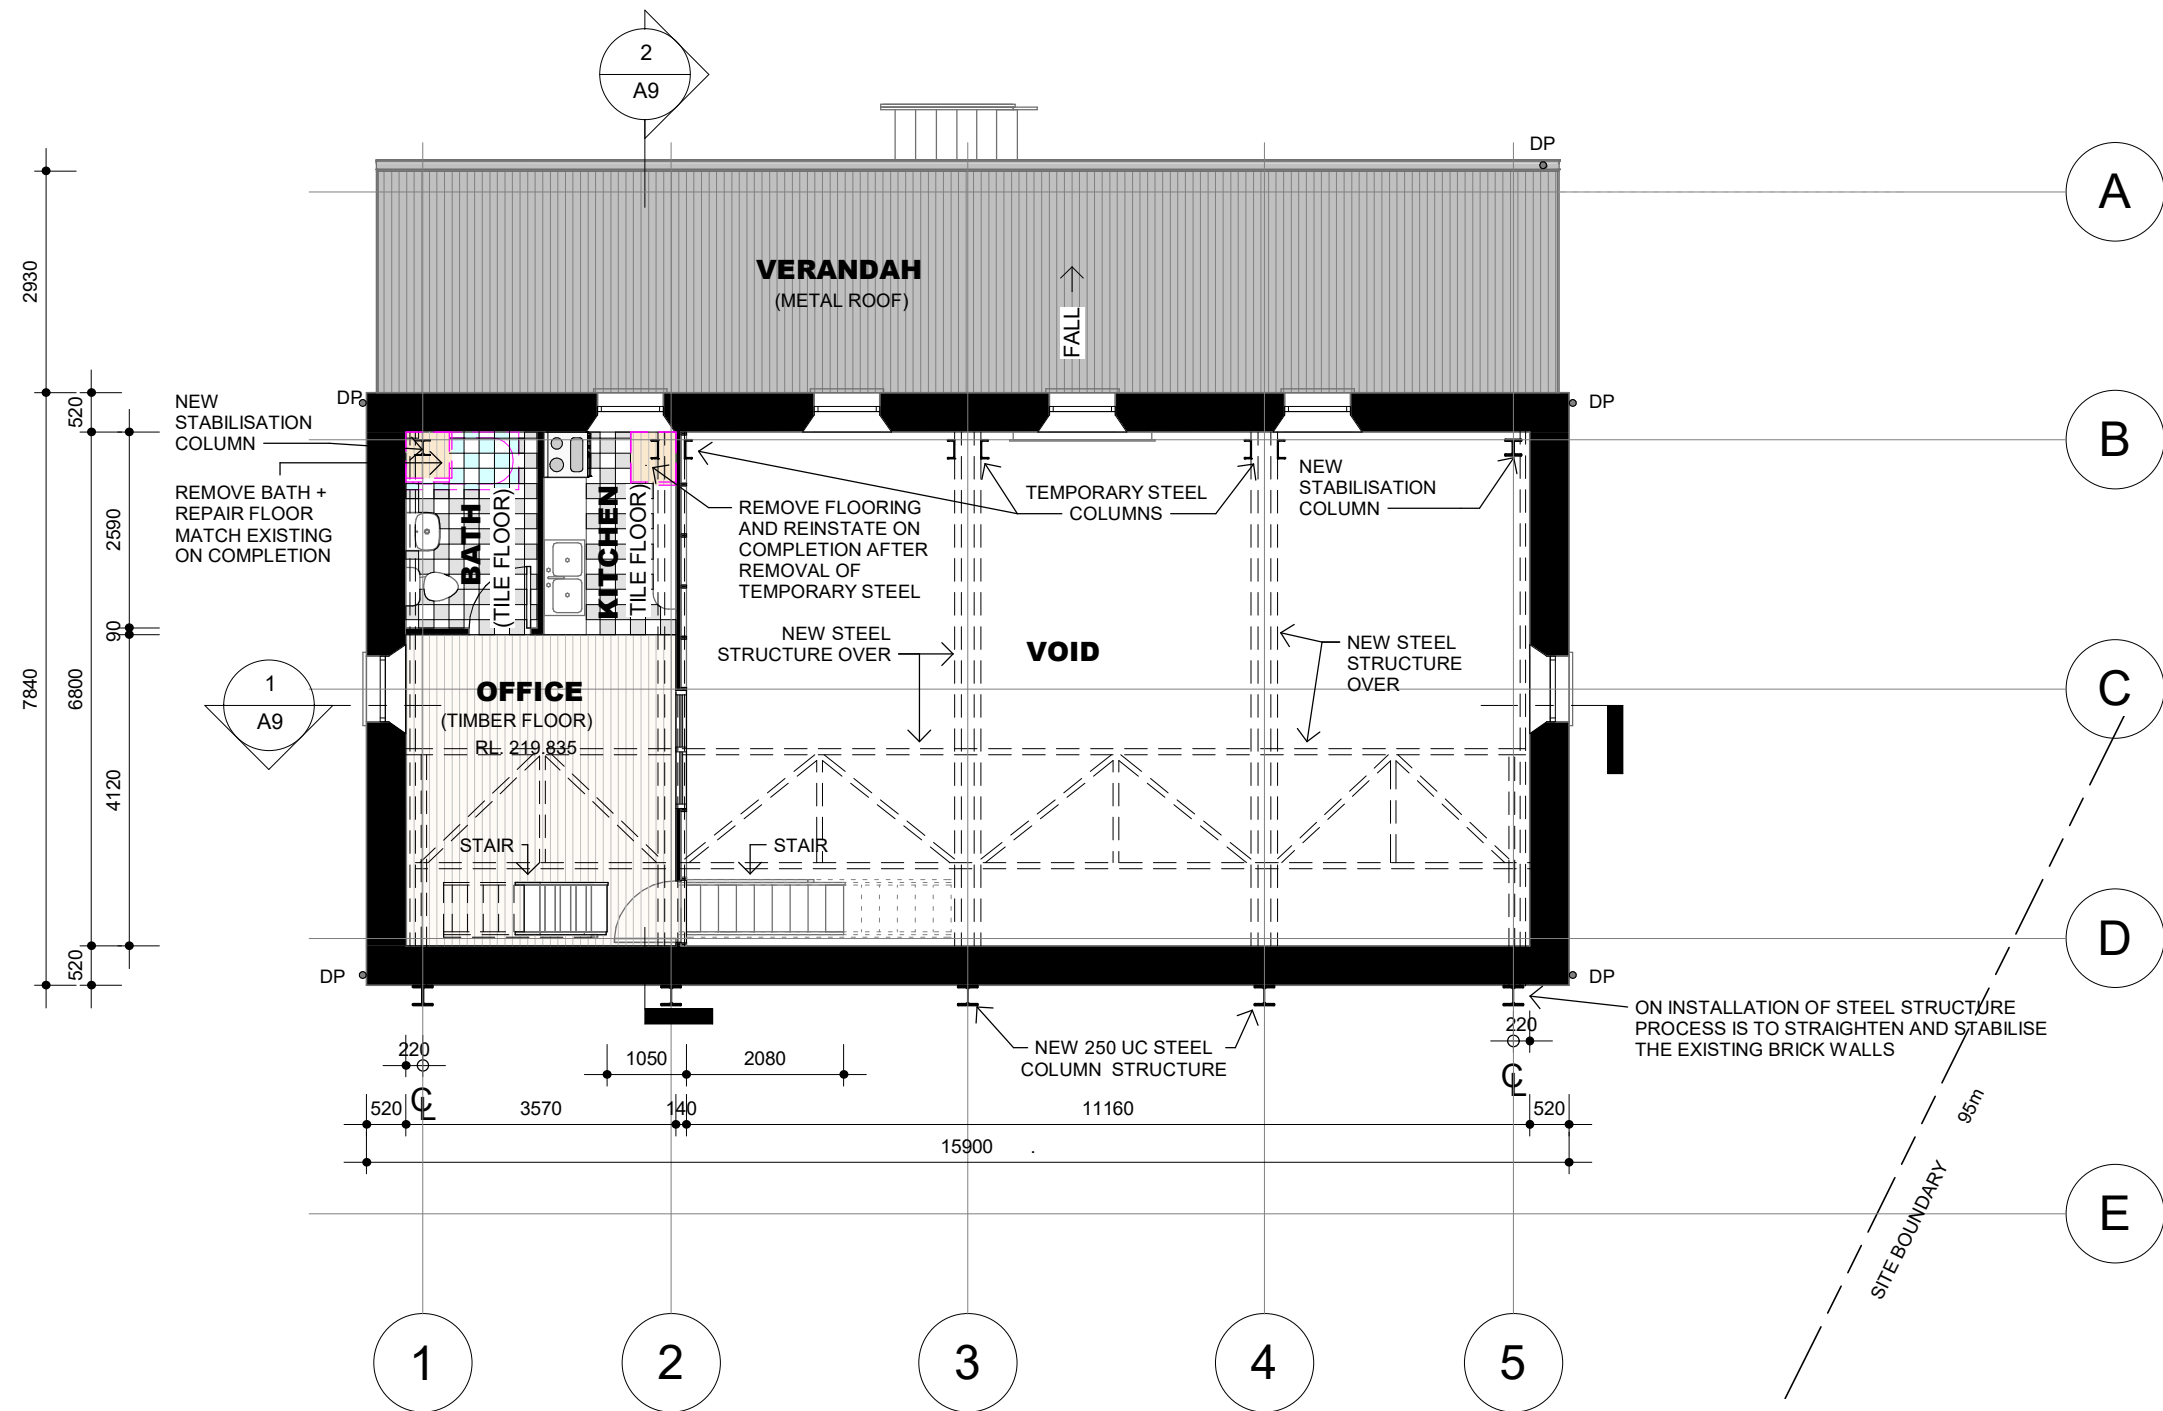 2
A9
DP
A
VERANDAH
(METAL ROOF)
FALL
2930
520
NEW
STABILISATION
COLUMN
DP
DP
B
REMOVE BATH +
REPAIR FLOOR
MATCH EXISTING
ON COMPLETION
BATH
(TILE FLOOR)
KITCHEN
(TILE FLOOR)
REMOVE FLOORING
AND REINSTATE ON
COMPLETION AFTER
REMOVAL OF
TEMPORARY STEEL
TEMPORARY STEEL
COLUMNS
NEW
STABILISATION
COLUMN
2590
90
7840
6800
4120
520
NEW STEEL
STRUCTURE OVER
VOID
NEW STEEL
STRUCTURE
OVER
1
A9
OFFICE
(TIMBER FLOOR)
RL. 219.835
C
STAIR
STAIR
D
DP
DP
ON INSTALLATION OF STEEL STRUCTURE
PROCESS IS TO STRAIGHTEN AND STABILISE
THE EXISTING BRICK WALLS
NEW 250 UC STEEL
COLUMN STRUCTURE
220
1050
2080
220
CL
CL
520
3570
140
11160
520
15900
SITE BOUNDARY 95m
E
1
2
3
4
5